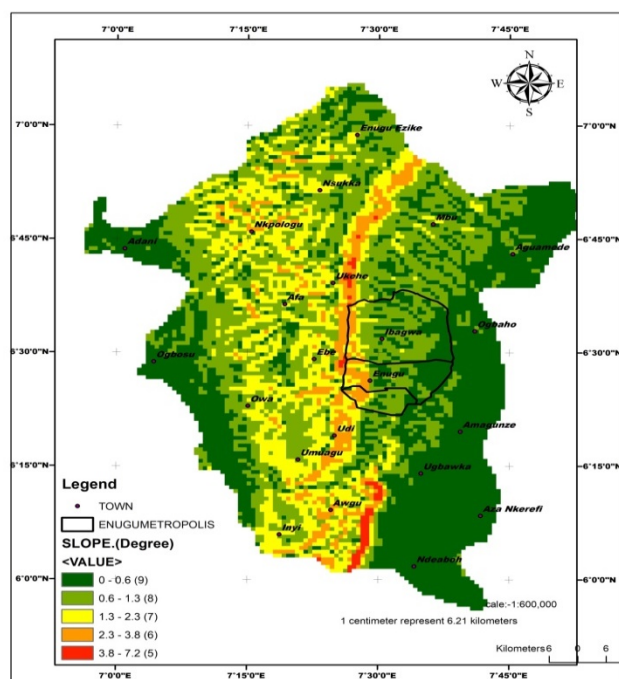 7°0'0"E 7°15'0"E 7°30'0"E 7°45'0"E
N
W E
S
7°0'0"N 7°0'0"N
Enugu Ezike
Nsukka
Nkpologu
Mbu
6°45'0"N 6°45'0"N
Adani
Aguamede
Ukehe
Afa
Ogbaho
Ibagwa
6°30'0"N 6°30'0"N
Ogbosu
Ebe
Enugu
Owa
Udi
Amagunze
Umuagu
6°15'0"N 6°15'0"N
Ugbawka
Legend
TOWN
Awgu
Aza Nkerefi
ENUGUMETROPOLIS
Inyi
SLOPE.(Degree)
<VALUE>
6°0'0"N 6°0'0"N
Ndeaboh
0 - 0.6 (9)
0.6 - 1.3 (8)
1.3 - 2.3 (7)
2.3 - 3.8 (6)
3.8 - 7.2 (5)
cale:-1:600,000
1 centimeter represent 6.21 kilometers
Kilometers 6 0 6
7°0'0"E 7°15'0"E 7°30'0"E 7°45'0"E